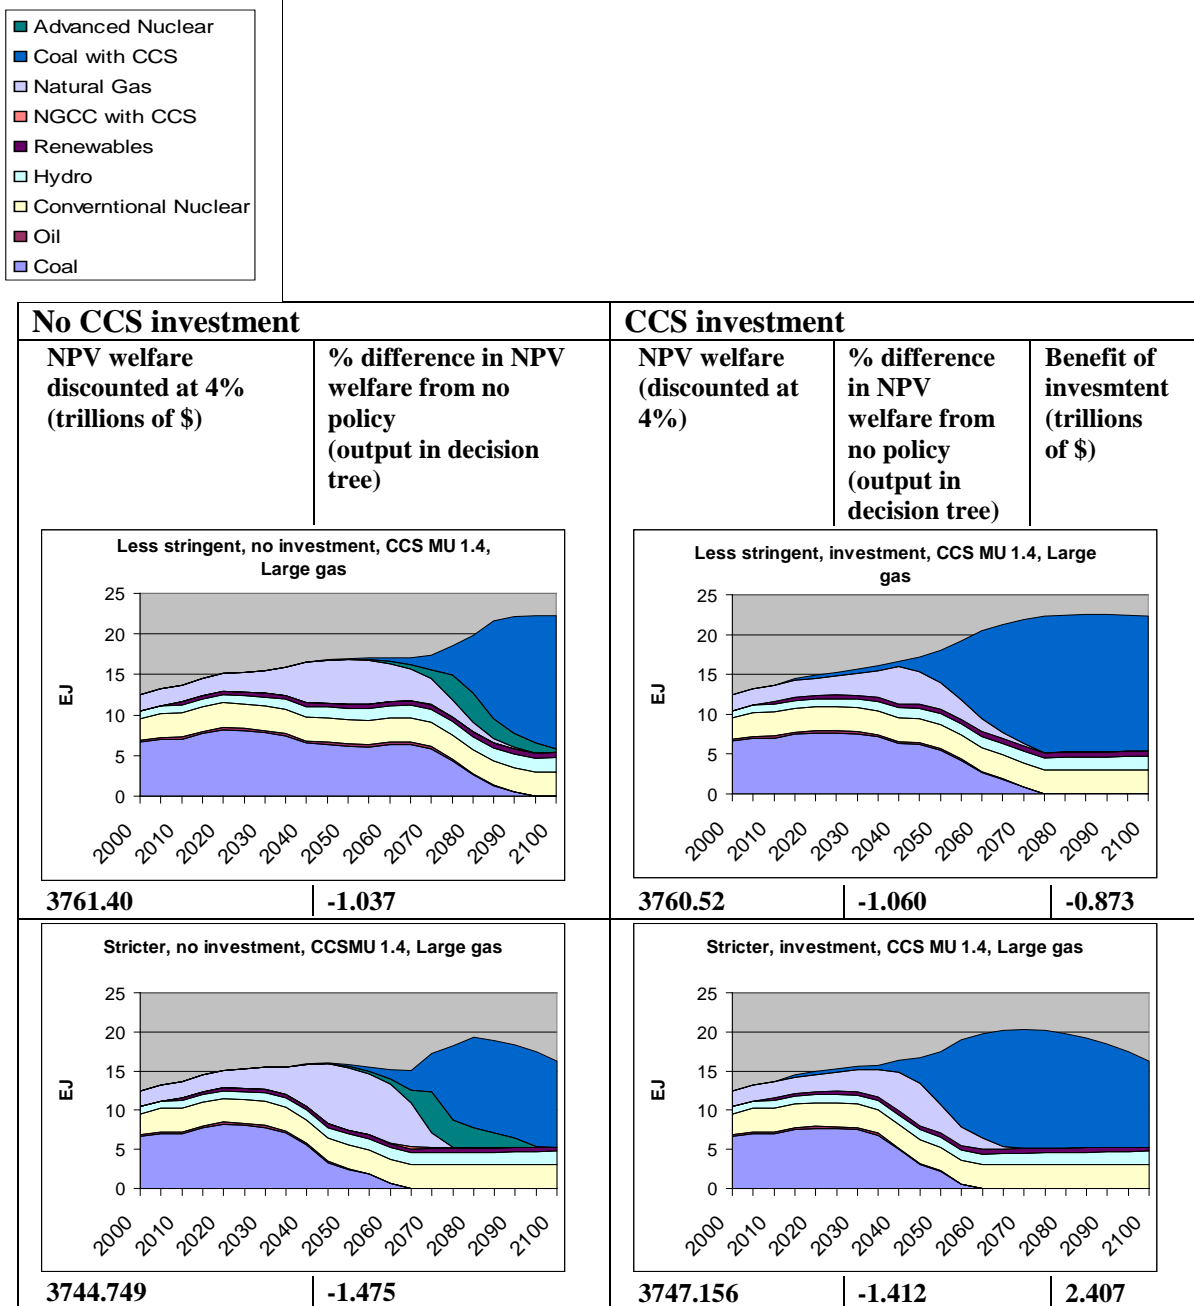 Advanced Nuclear
Coal with CCS
Natural Gas
NGCC with CCS
Renewables
Hydro
Converntional Nuclear
Oil
Coal
No CCS investment
NPV welfare
discounted at 4%
(trillions of $)
% difference in NPV
welfare from no
policy
(output in decision
tree)
CCS investment
NPV welfare
(discounted at
4%)
% difference
in NPV
welfare from
no policy
(output in
decision tree)
Benefit of
invesmtent
(trillions
of $)
Less stringent, no investment, CCS MU 1.4,
Large gas
25
20
15
10
5
0
EJ
2000 2010 2020 2030 2040 2050 2060 2070 2080 2090 2100
Less stringent, investment, CCS MU 1.4, Large
gas
25
20
15
10
5
0
EJ
2000 2010 2020 2030 2040 2050 2060 2070 2080 2090 2100
3761.40 -1.037
3760.52 -1.060 -0.873
Stricter, no investment, CCSMU 1.4, Large gas
25
20
15
10
5
0
EJ
2000 2010 2020 2030 2040 2050 2060 2070 2080 2090 2100
Stricter, investment, CCS MU 1.4, Large gas
25
20
15
10
5
0
EJ
2000 2010 2020 2030 2040 2050 2060 2070 2080 2090 2100
3744.749 -1.475
3747.156 -1.412 2.407